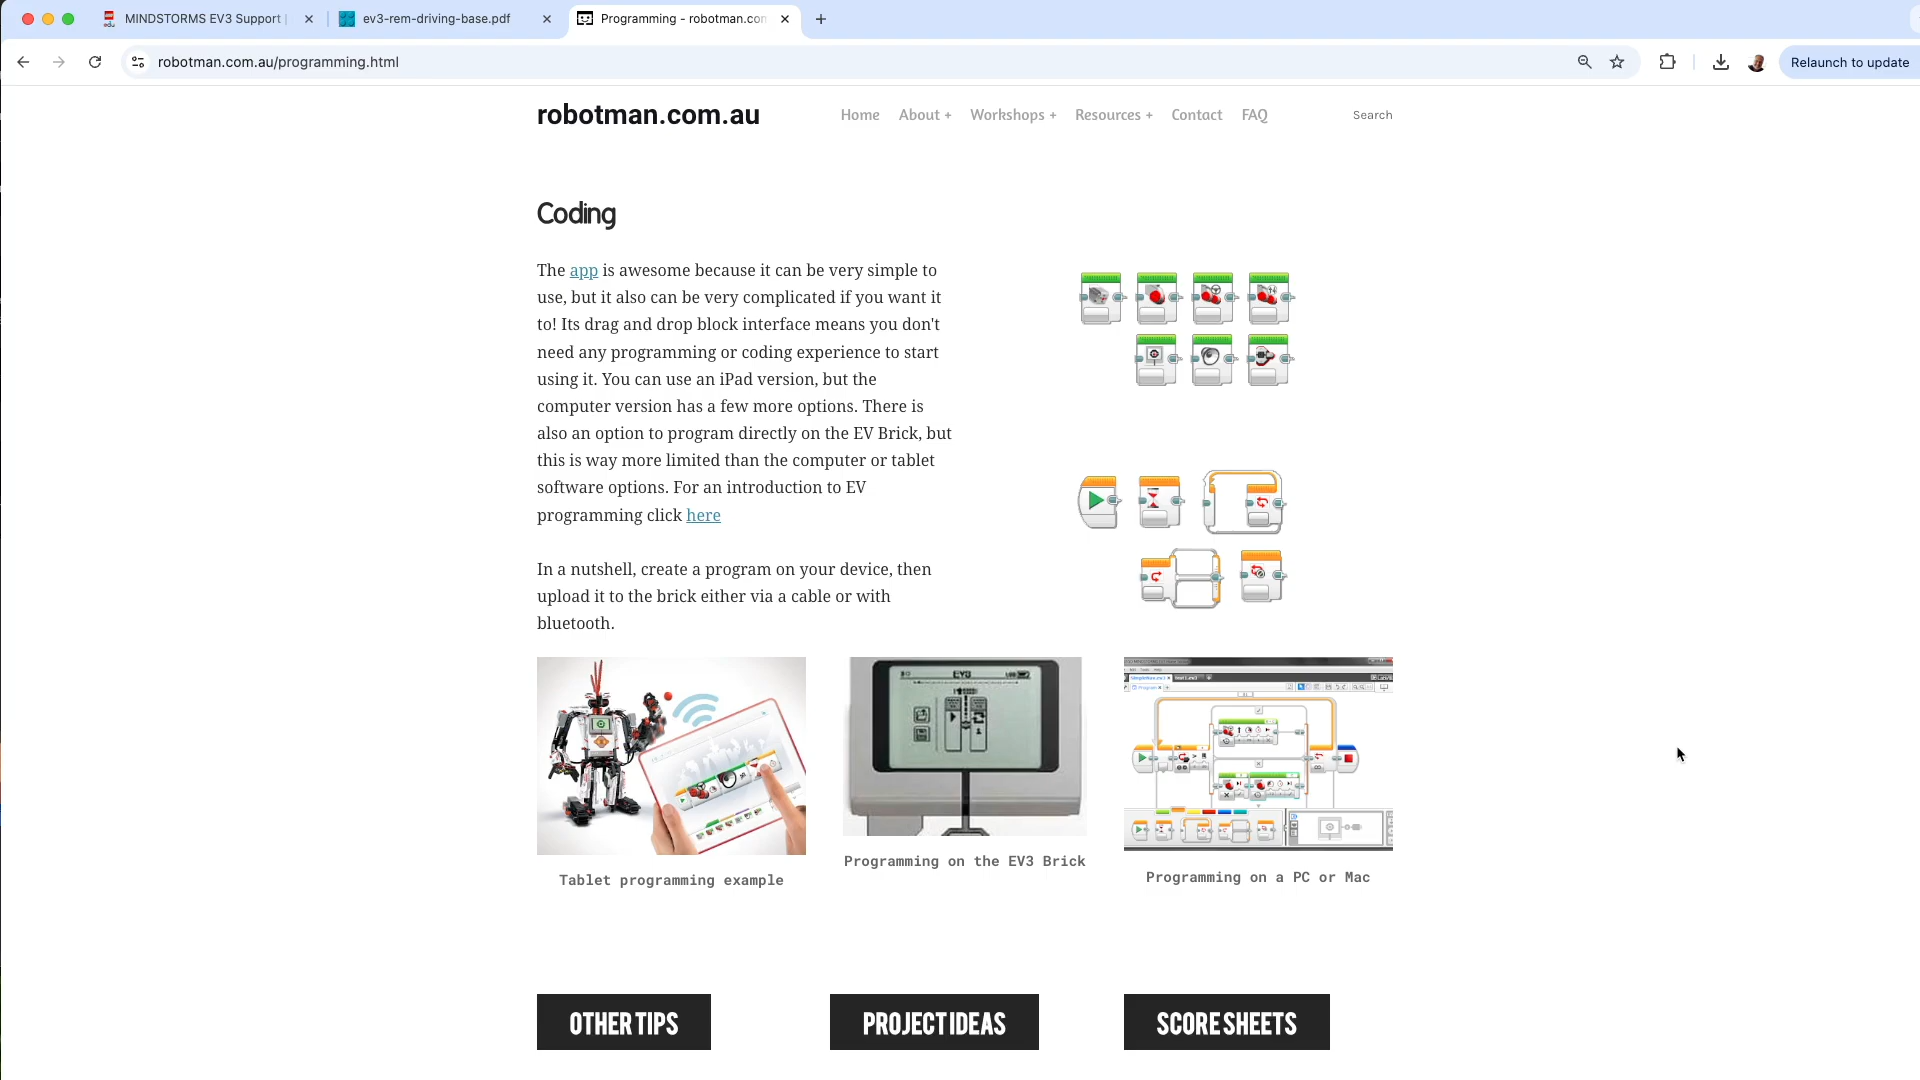 MINDSTORMS EV3 Support
ev3-rem-driving-base.pdf
Programming - robotman.con
robotman.com.au/programming.html
Relaunch to update
robotman.com.au
Home
About +
Workshops +
Resources +
Contact
FAQ
Search
Coding
The app is awesome because it can be very simple to
use, but it also can be very complicated if you want it
to! Its drag and drop block interface means you don't
need any programming or coding experience to start
using it. You can use an iPad version, but the
computer version has a few more options. There is
also an option to program directly on the EV Brick, but
this is way more limited than the computer or tablet
software options. For an introduction to EV
programming click here
In a nutshell, create a program on your device, then
upload it to the brick either via a cable or with
bluetooth.
EV3
Tablet programming example
Programming on the EV3 Brick
Programming on a PC or Mac
OTHER TIPS
PROJECT IDEAS
SCORE SHEETS